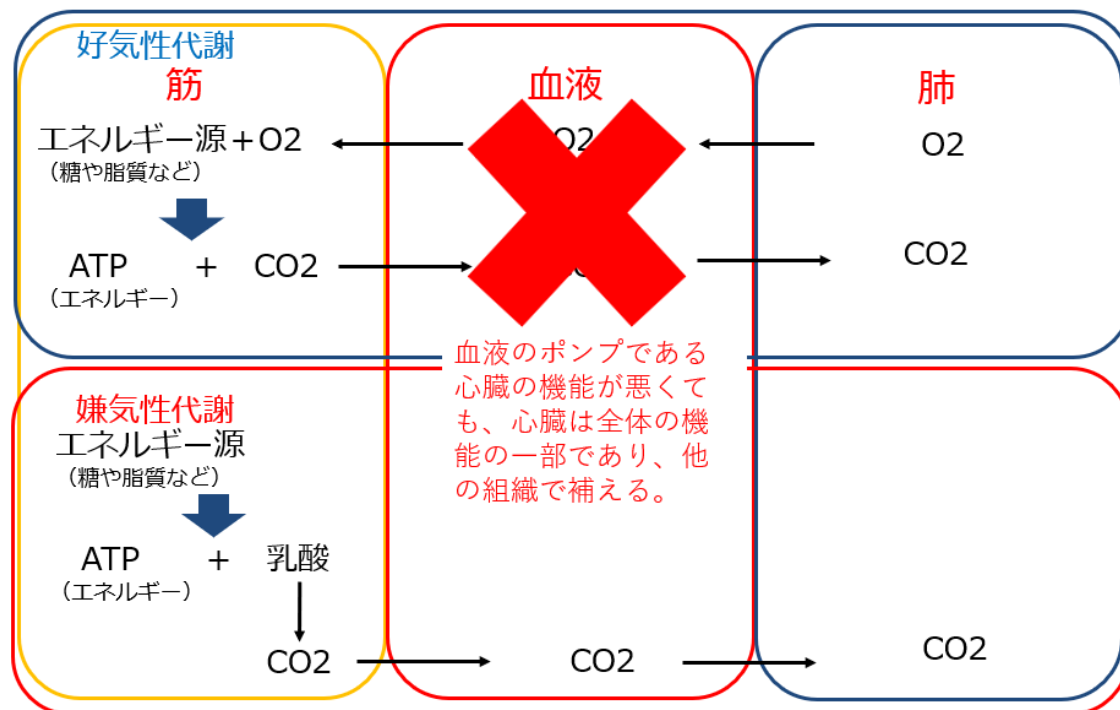 好気性代謝
筋
エネルギー源+O2
(糖や脂質など)
ATP + CO2
(エネルギー)
血液
O2
肺
O2
CO2
血液のポンプである
心臓の機能が悪くて
も、心臓は全体の機
能の一部であり、他
の組織で補える。
嫌気性代謝
エネルギー源
(糖や脂質など)
ATP + 乳酸
(エネルギー)
CO2
CO2
CO2